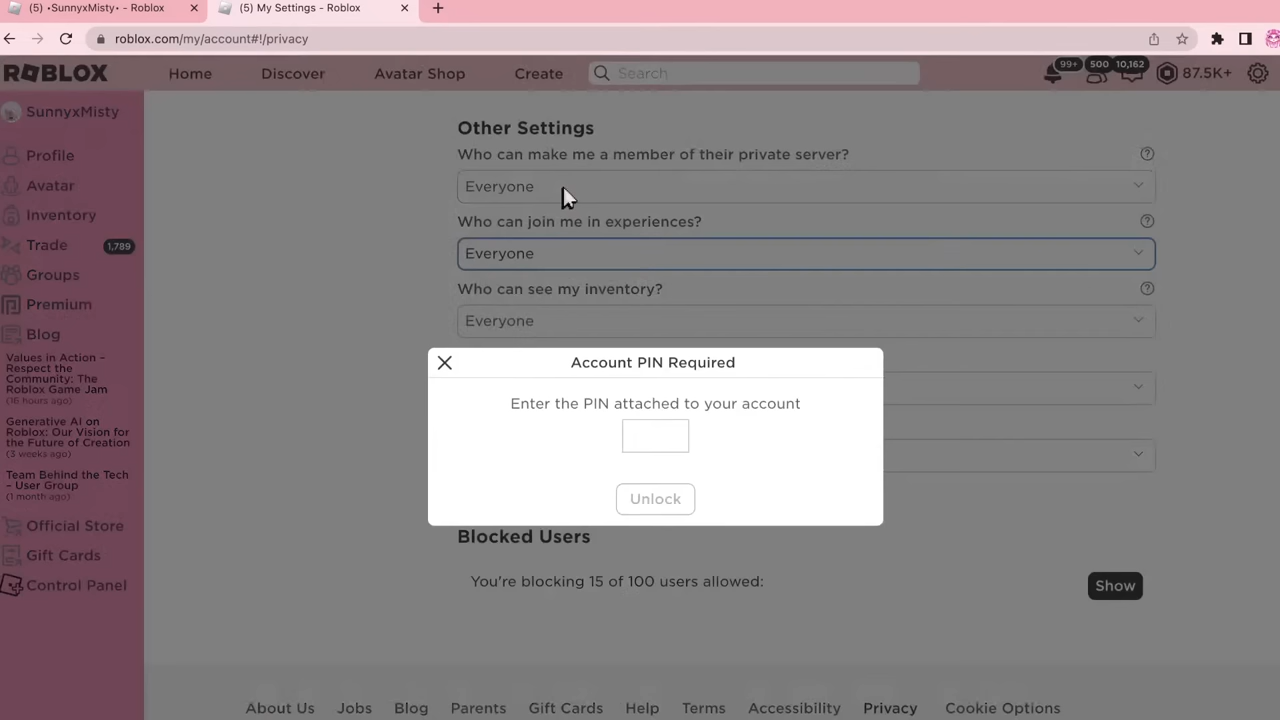 (5) •SunnyxMisty• - Roblox
(5) My Settings - Roblox
roblox.com/my/account#!/privacy
ROBLOX
Home
Discover
Avatar Shop
Create
Search
99+
500
10,162
87.5K+
SunnyxMisty
Profile
Avatar
Inventory
Trade
1,789
Groups
Premium
Blog
Values in Action –
Respect the
Community: The
Roblox Game Jam
(16 hours ago)
Generative AI on
Roblox: Our Vision for
the Future of Creation
(3 weeks ago)
Team Behind the Tech
– User Group
(1 month ago)
Official Store
Gift Cards
Control Panel
Other Settings
Who can make me a member of their private server?
Everyone
Who can join me in experiences?
Everyone
Who can see my inventory?
Everyone
Account PIN Required
Enter the PIN attached to your account
Unlock
Blocked Users
You're blocking 15 of 100 users allowed:
Show
About Us
Jobs
Blog
Parents
Gift Cards
Help
Terms
Accessibility
Privacy
Cookie Options